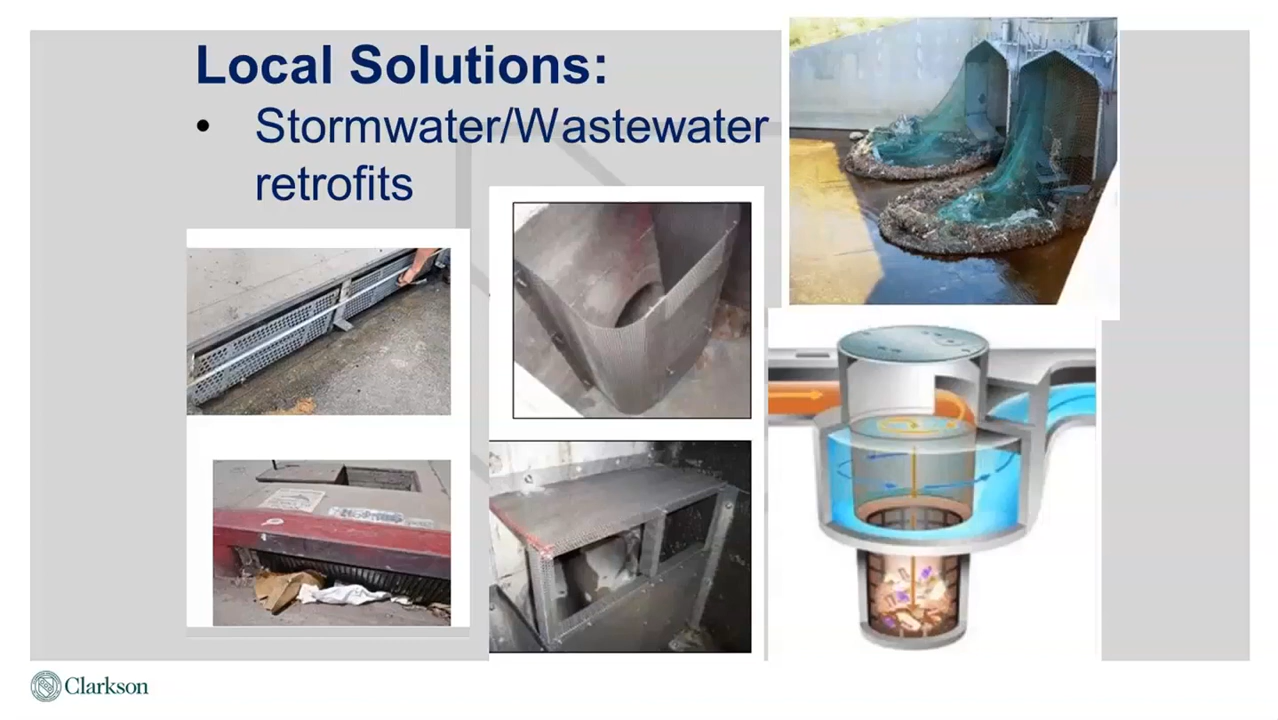 Local Solutions:
• Stormwater/Wastewater
retrofits
Clarkson